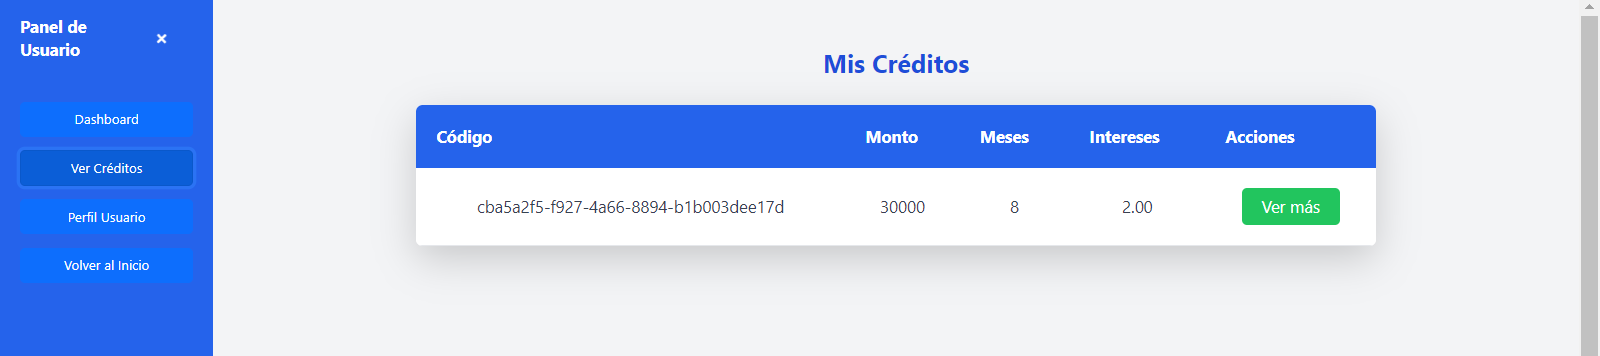 Panel de
Usuario
×
Dashboard
Ver Créditos
Perfil Usuario
Volver al Inicio
Mis Créditos
Código Monto Meses Intereses Acciones
cba5a2f5-f927-4a66-8894-b1b003dee17d 30000 8 2.00 Ver más